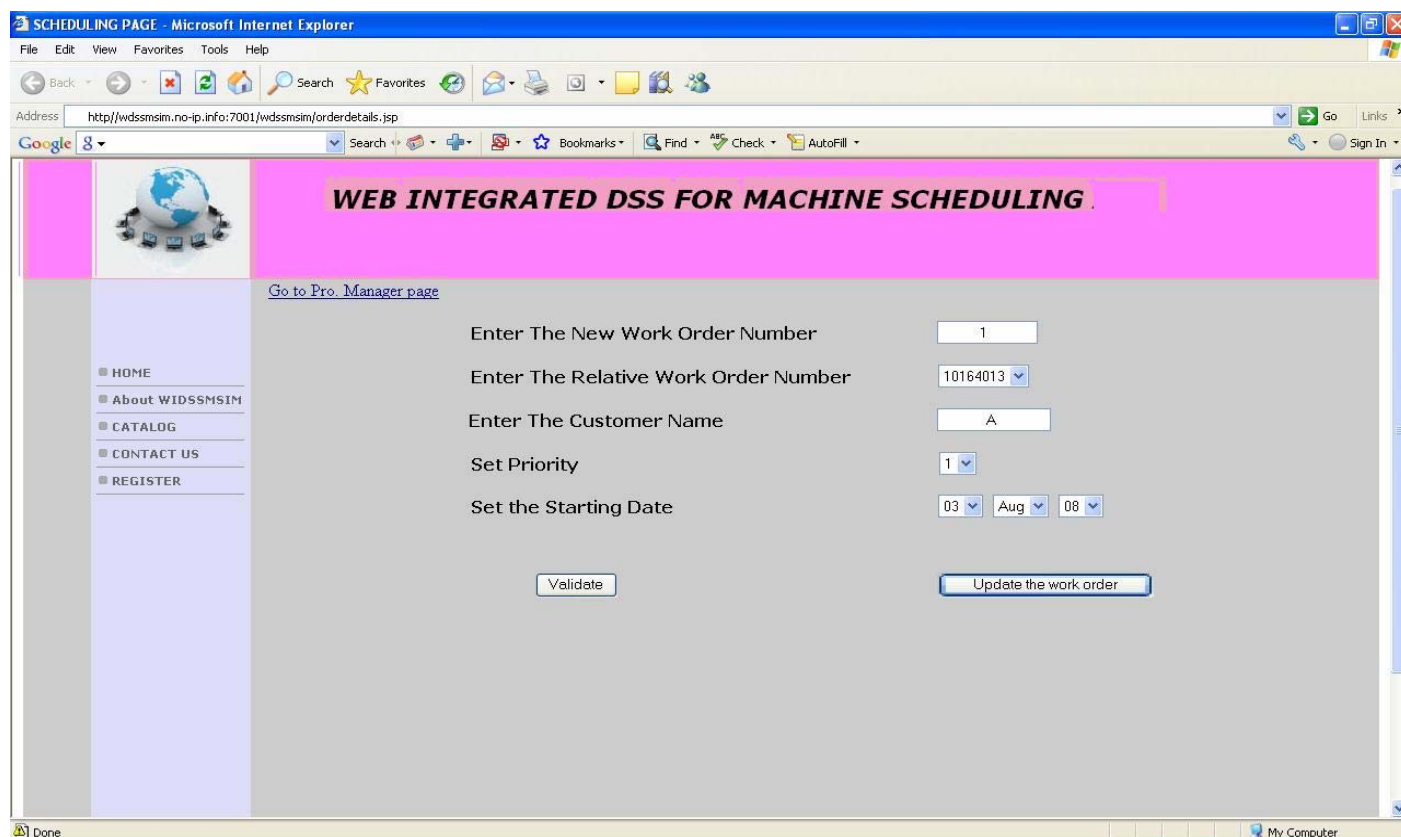 SCHEDULING PAGE - Microsoft Internet Explorer
File Edit View Favorites Tools Help
Back Search Favorites
Address http//wdssmsim.no-ip.info:7001/wdssmsim/orderdetails.jsp Go Links
Google Search Bookmarks Find Check AutoFill Sign In
WEB INTEGRATED DSS FOR MACHINE SCHEDULING
Go to Pro. Manager page
Enter The New Work Order Number 1
HOME
Enter The Relative Work Order Number 10164013
About WIDSSMSIM
Enter The Customer Name A
CATALOG
CONTACT US
Set Priority 1
REGISTER
Set the Starting Date 03 Aug 08
Validate Update the work order
Done My Computer